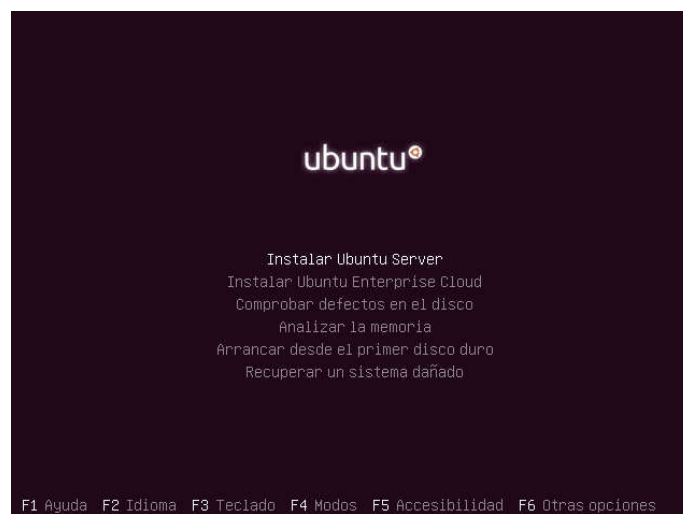 ubuntu
Instalar Ubuntu Server
Instalar Ubuntu Enterprise Cloud
Comprobar defectos en el disco
Analizar la memoria
Arrancar desde el primer disco duro
Recuperar un sistema dañado
F1 Ayuda F2 Idioma F3 Teclado F4 Modos F5 Accesibilidad F6 Otras opciones